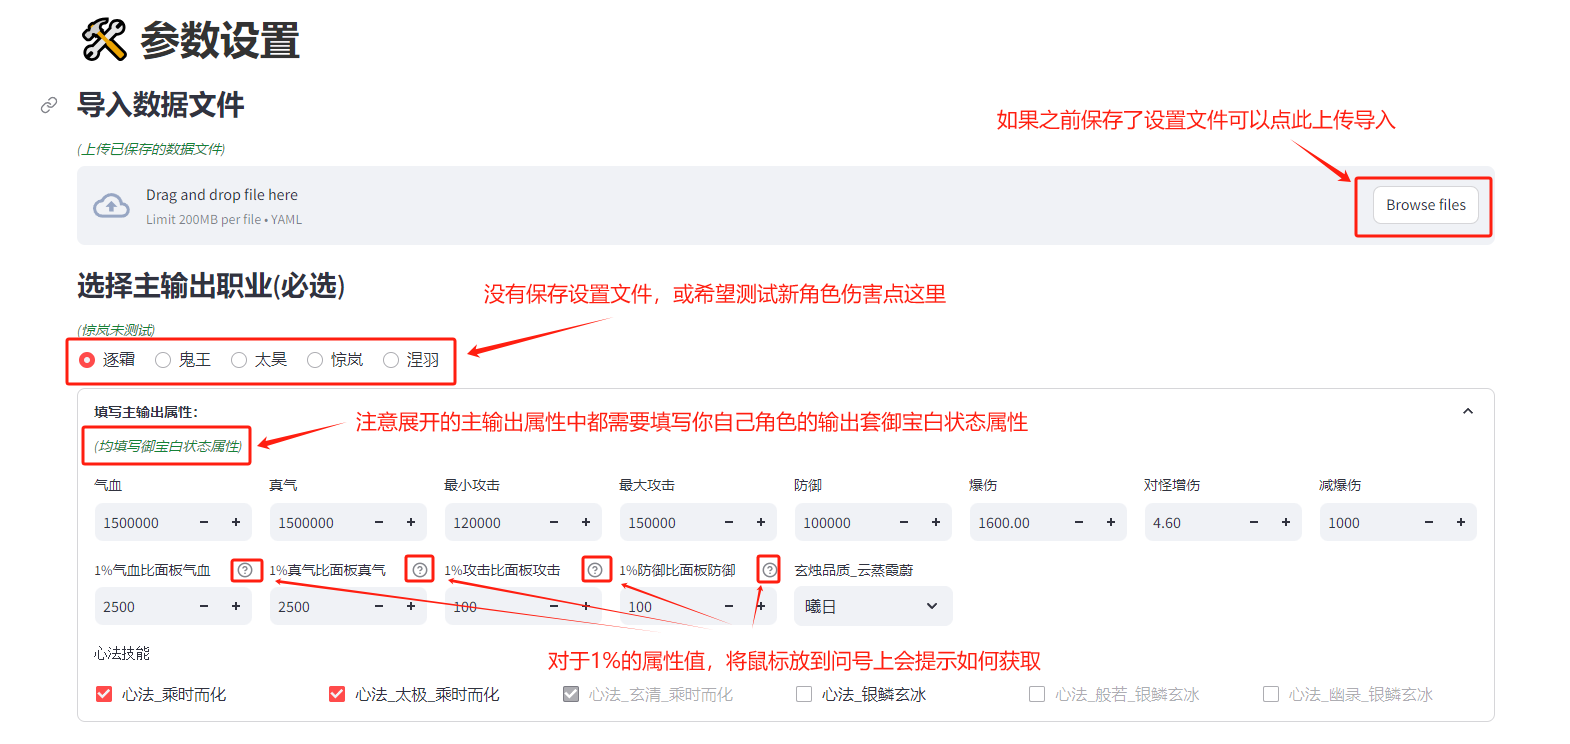 参数设置
导入数据文件
如果之前保存了设置文件可以点此上传导入
(上传已保存的数据文件)
Drag and drop file here
Limit 200MB per file • YAML
Browse files
选择主输出职业(必选)
没有保存设置文件，或希望测试新角色伤害点这里
(惊岚未测试)
逐霜 鬼王 太昊 惊岚 涅羽
填写主输出属性：
注意展开的主输出属性中都需要填写你自己角色的输出套御宝白状态属性
(均填写御宝白状态属性)
气血 真气 最小攻击 最大攻击 防御 爆伤 对怪增伤 减爆伤
1500000 − + 1500000 − + 120000 − + 150000 − + 100000 − + 1600.00 − + 4.60 − + 1000 − +
1%气血比面板气血 1%真气比面板真气 1%攻击比面板攻击 1%防御比面板防御 玄烛品质_云蒸霞蔚
2500 − + 2500 − + 100 − + 100 − + 曦日
心法技能
对于1%的属性值，将鼠标放到问号上会提示如何获取
心法_乘时而化 心法_太极_乘时而化 心法_玄清_乘时而化 心法_银鳞玄冰 心法_般若_银鳞玄冰 心法_幽录_银鳞玄冰